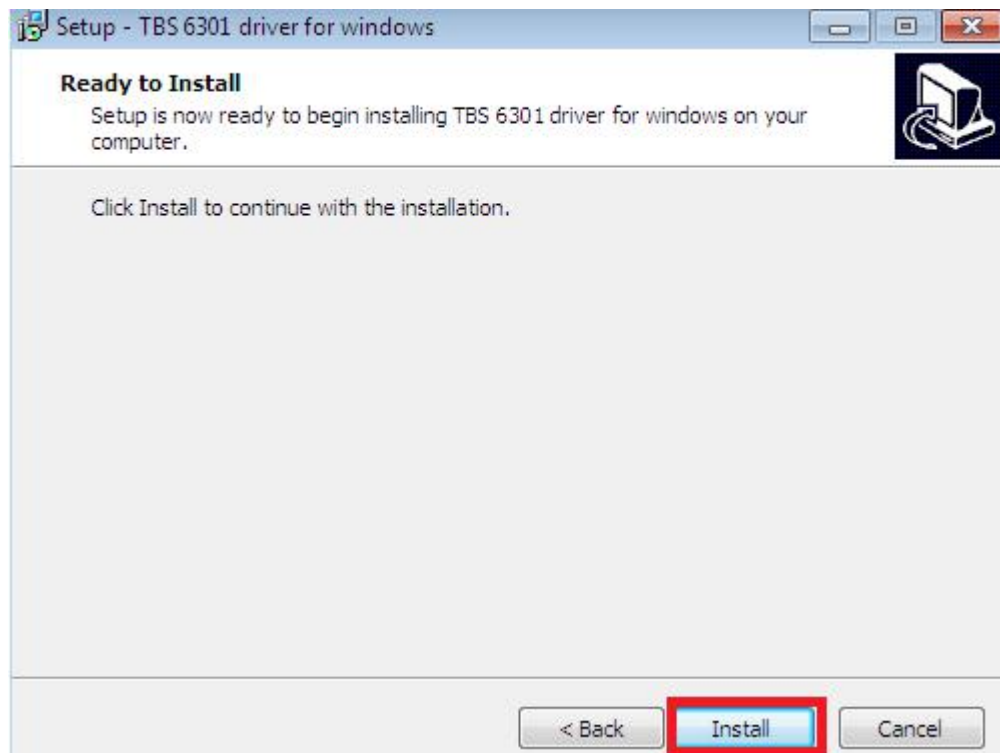 Setup - TBS 6301 driver for windows
Ready to Install
Setup is now ready to begin installing TBS 6301 driver for windows on your
computer.
Click Install to continue with the installation.
< Back
Install
Cancel